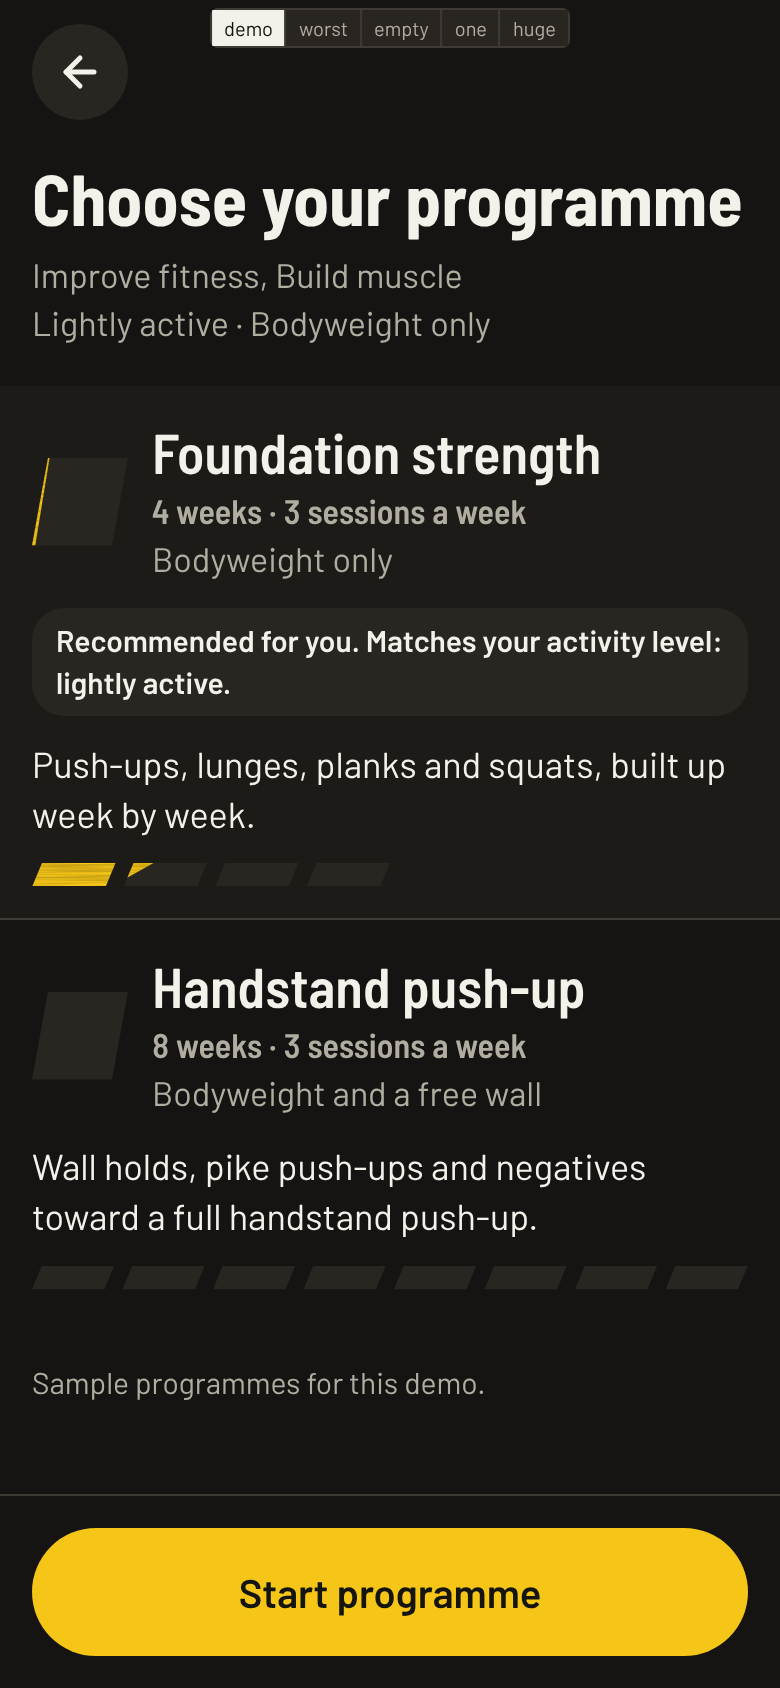 demo worst empty one huge
Choose your programme
Improve fitness, Build muscle
Lightly active · Bodyweight only
Foundation strength
4 weeks · 3 sessions a week
Bodyweight only
Recommended for you. Matches your activity level:
lightly active.
Push-ups, lunges, planks and squats, built up
week by week.
Handstand push-up
8 weeks · 3 sessions a week
Bodyweight and a free wall
Wall holds, pike push-ups and negatives
toward a full handstand push-up.
Sample programmes for this demo.
Start programme